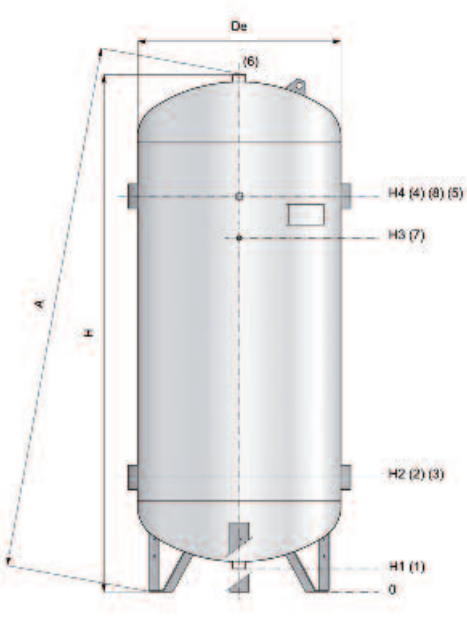 De
(6)
H4 (4) (8) (5)
H3 (7)
A
H
H2 (2) (3)
H1 (1)
0